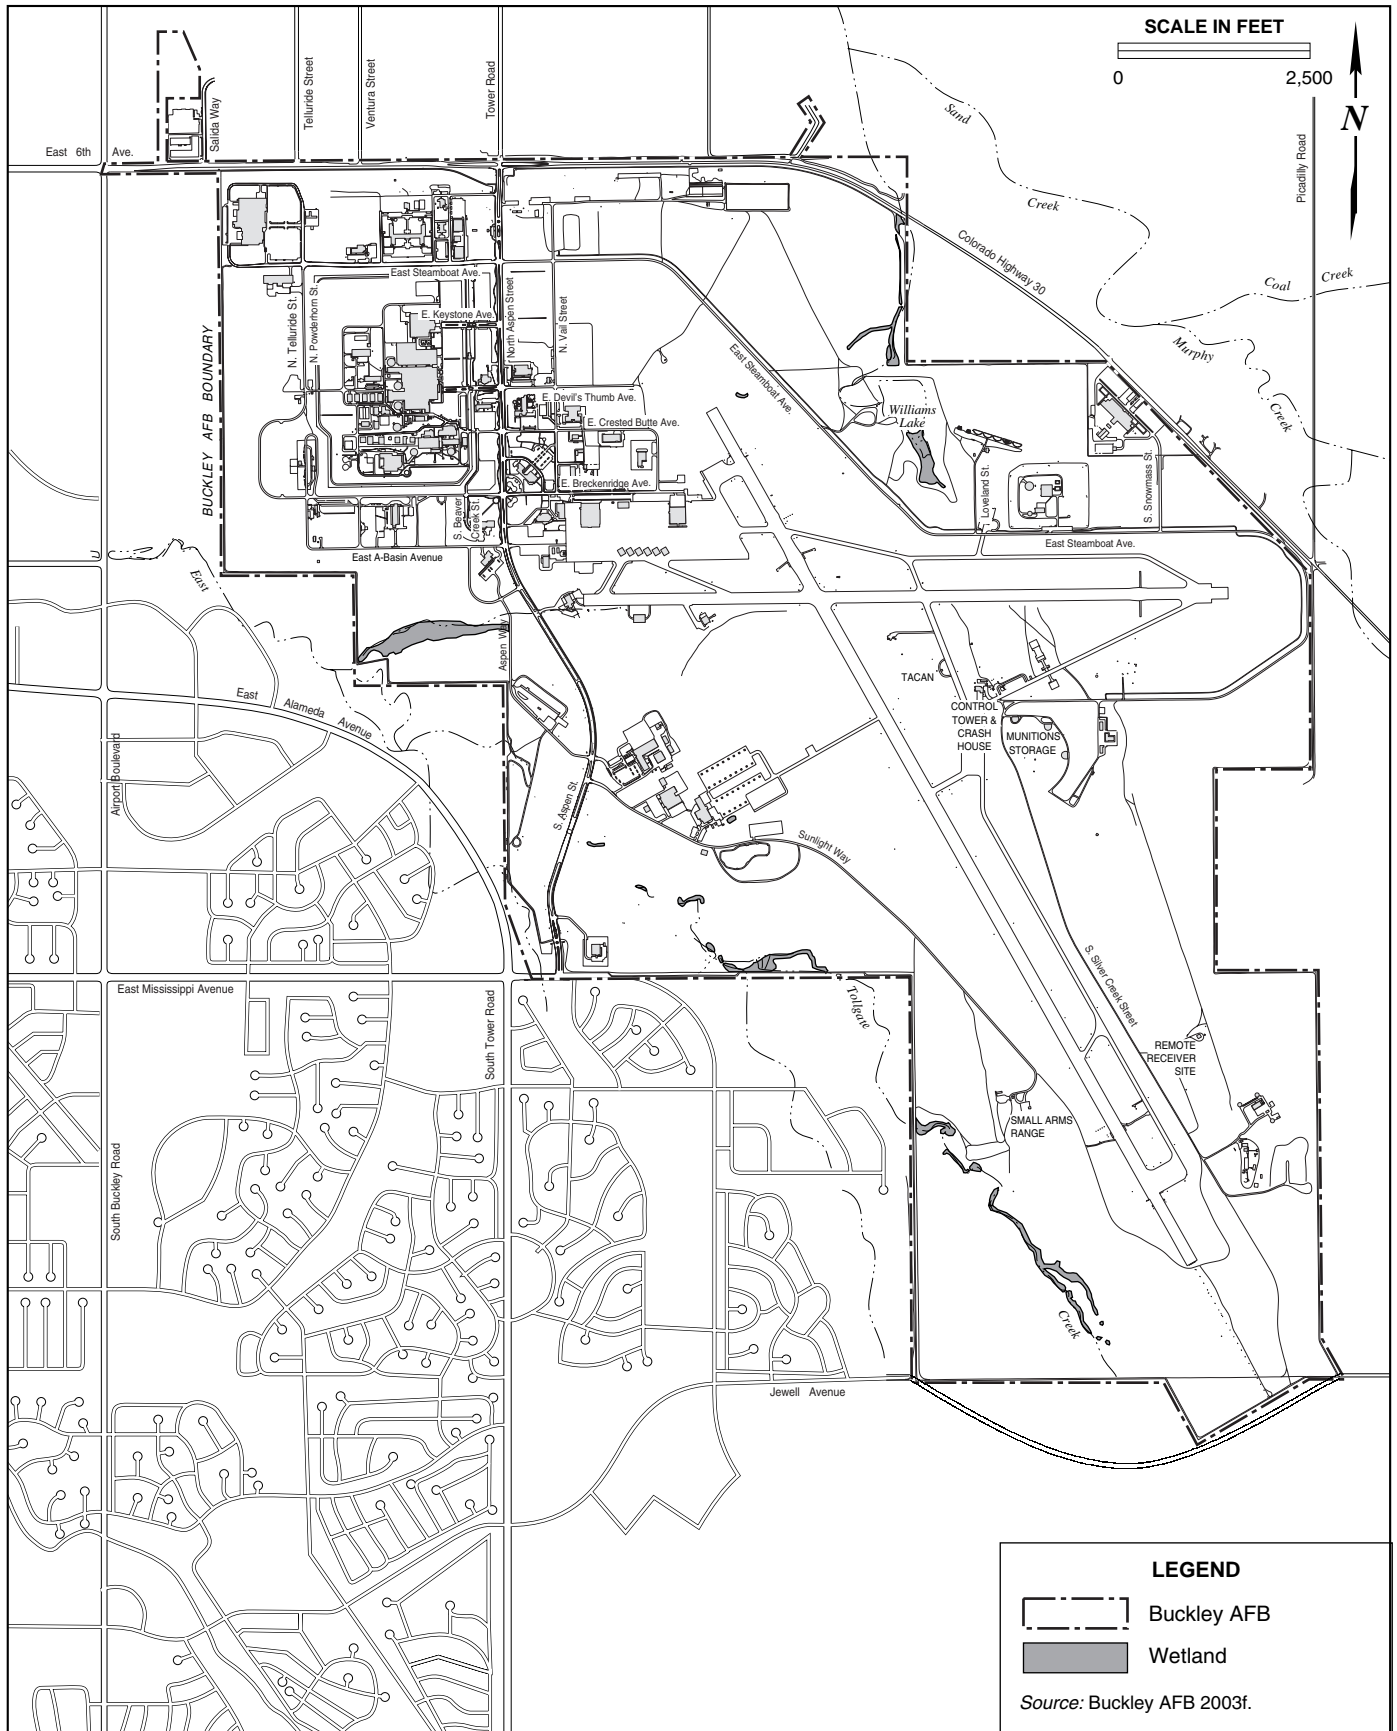 SCALE IN FEET
0 2,500
N
Salida Way
Telluride Street
Ventura Street
Tower Road
East 6th Ave.
Picadilly Road
Sand
Creek
Colorado Highway 30
Coal Creek
Murphy
Creek
East Steamboat Ave.
E. Keystone Ave.
N. Telluride St.
N. Powderhorn St.
North Aspen Street
N. Vail Street
BUCKLEY AFB BOUNDARY
East Steamboat Ave.
E. Devil's Thumb Ave.
E. Crested Butte Ave.
Williams
Lake
E. Breckenridge Ave.
S. Beaver
Creek St.
Loveland St.
S. Snowmass St.
East A-Basin Avenue
East Steamboat Ave.
East
Aspen Way
TACAN
CONTROL
TOWER &
CRASH
HOUSE
MUNITIONS
STORAGE
East Alameda Avenue
Airport Boulevard
S. Aspen St.
Sunlight Way
S. Silver Creek Street
East Mississippi Avenue
South Tower Road
Tollgate
REMOTE
RECEIVER
SITE
SMALL ARMS
RANGE
South Buckley Road
Creek
Jewell Avenue
LEGEND
Buckley AFB
Wetland
Source: Buckley AFB 2003f.